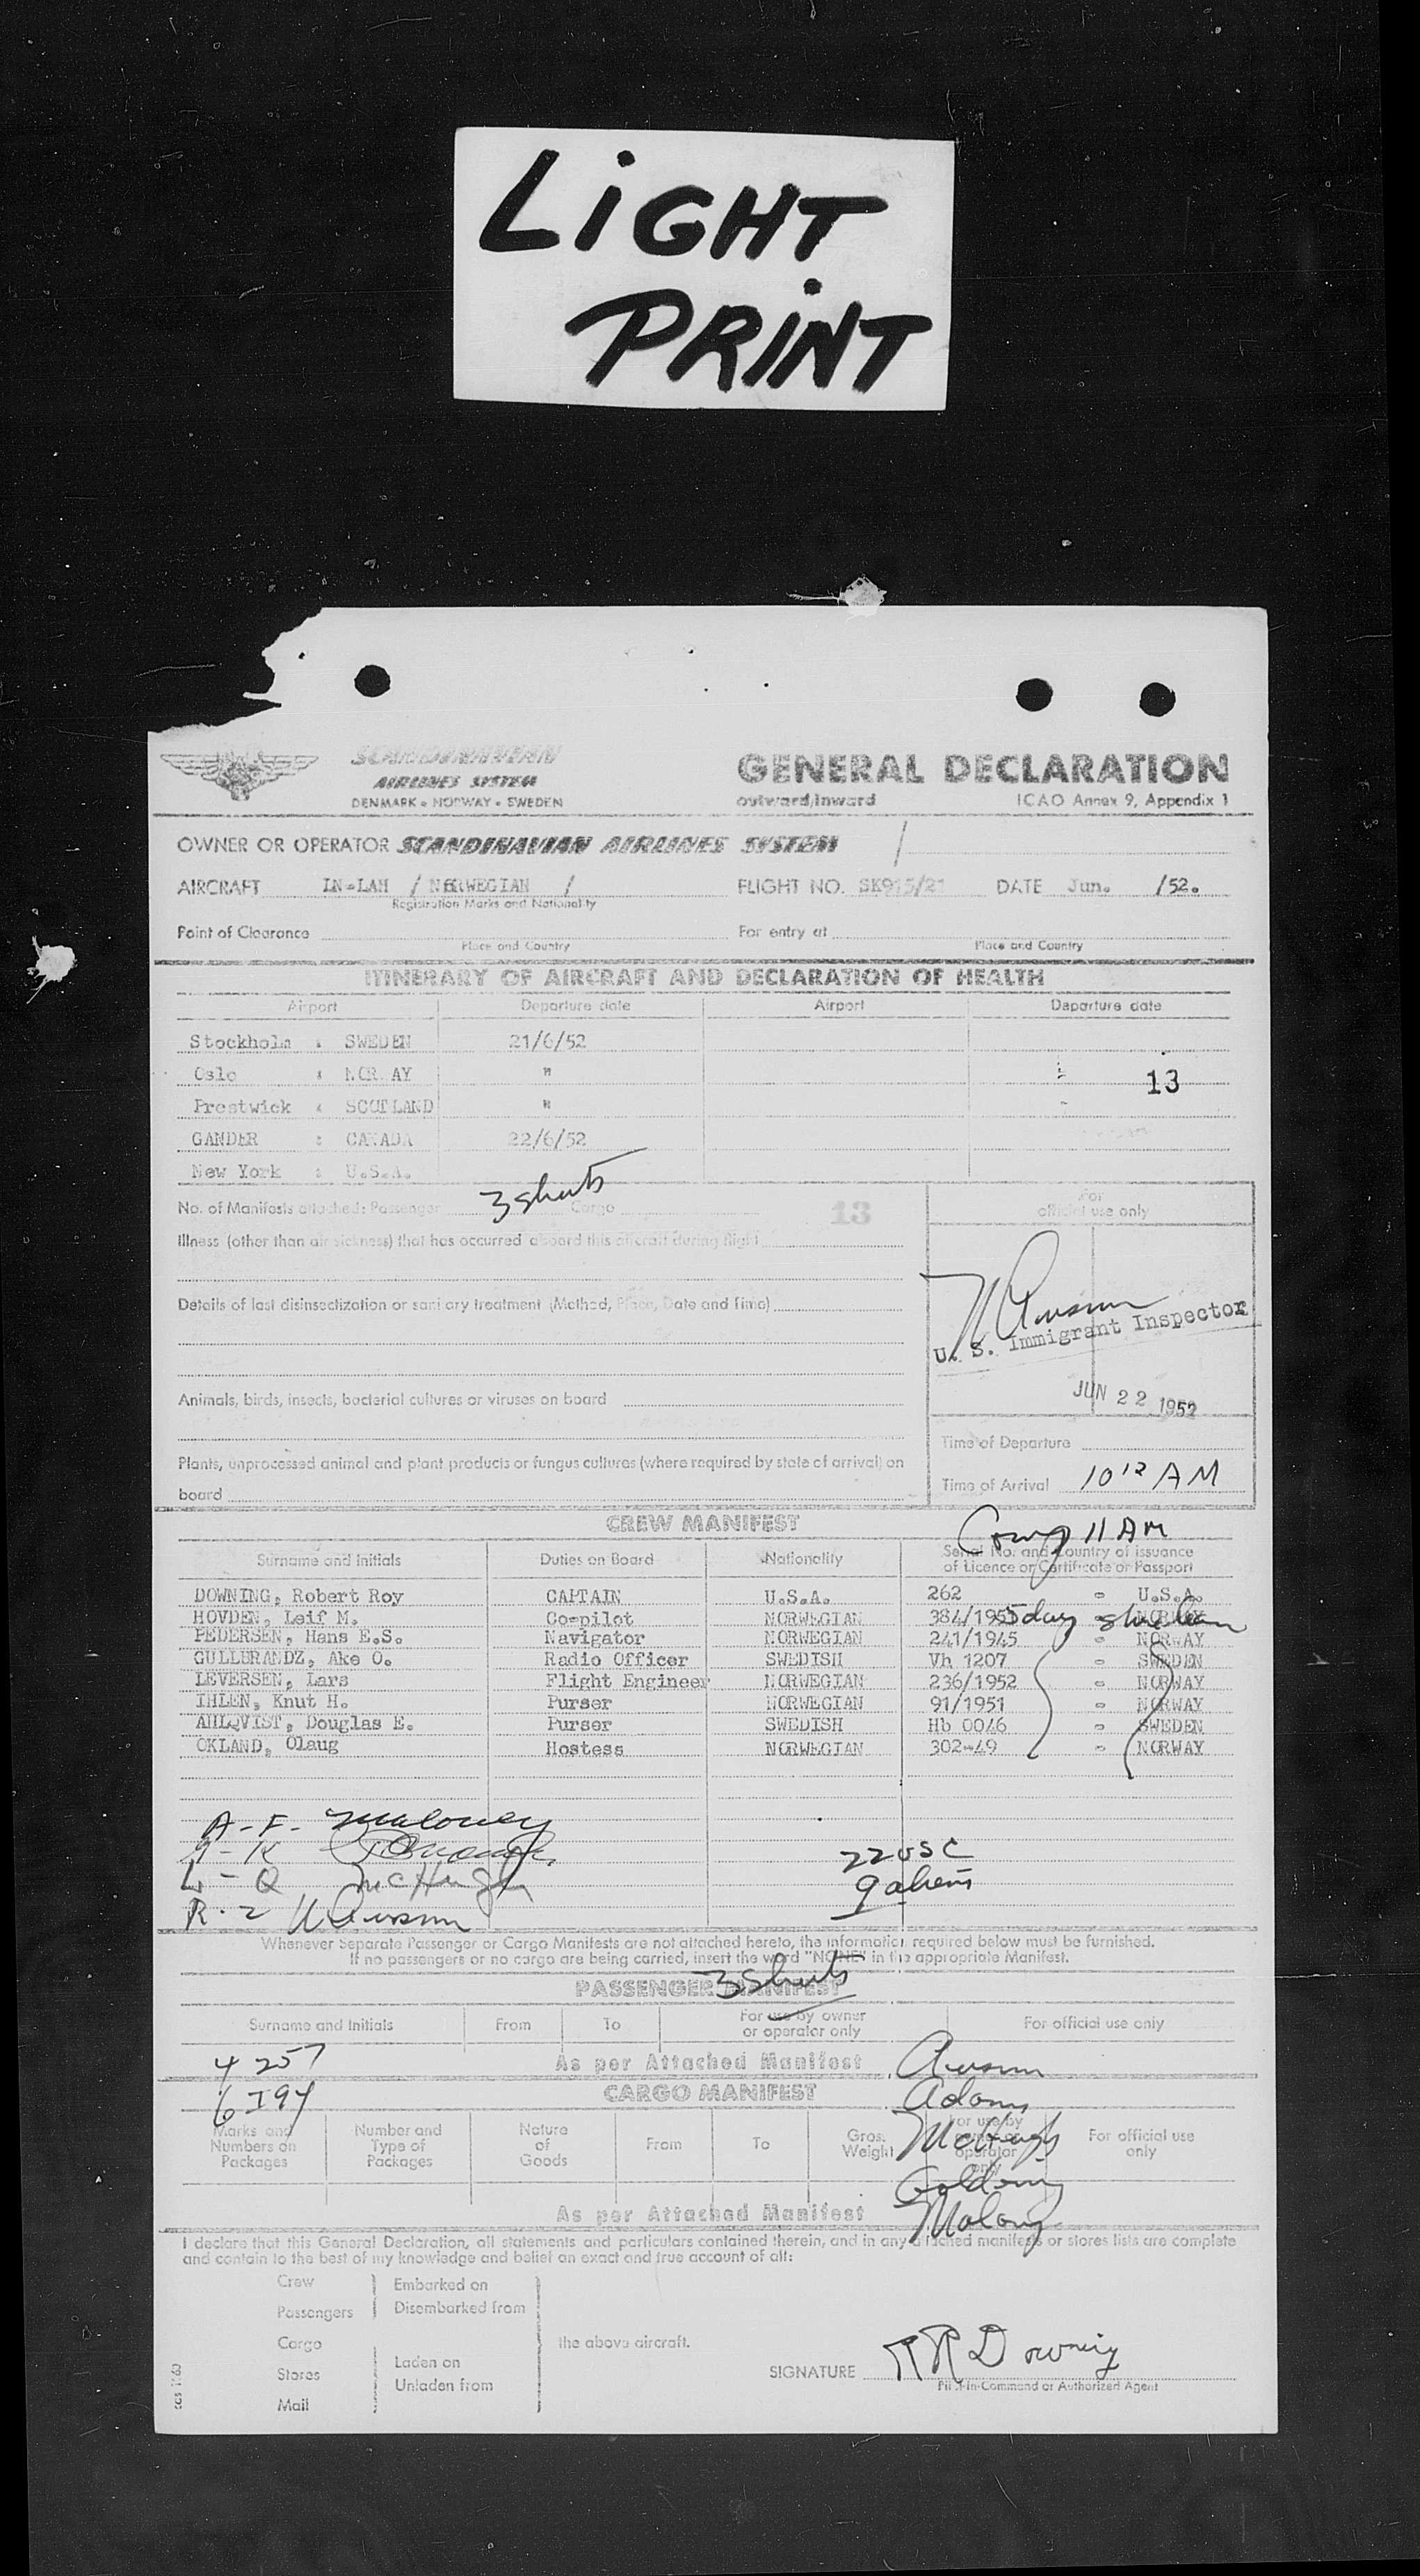 LIGHT
PRINT
SCANDINAVIAN
AIRLINES SYSTEM
DENMARK • NORWAY • SWEDEN
GENERAL DECLARATION
outward/inward ICAO Annex 9, Appendix 1
OWNER OR OPERATOR SCANDINAVIAN AIRLINES SYSTEM
AIRCRAFT LN-LAM / NORWEGIAN / FLIGHT NO. SK915/21 DATE Jun. /52.
Registration Marks and Nationality
Point of Clearance For entry at
Place and Country Place and Country
ITINERARY OF AIRCRAFT AND DECLARATION OF HEALTH
Airport Departure date Airport Departure date
Stockholm : SWEDEN 21/6/52
Oslo : NORWAY " 13
Prestwick : SCOTLAND "
GANDER : CANADA 22/6/52
New York : U.S.A.
No. of Manifests attached: Passenger 3 sheets Cargo 13
For
official use only
Illness (other than air sickness) that has occurred aboard this aircraft during flight
Details of last disinsectization or sanitary treatment (Method, Place, Date and Time)
U. S. Immigrant Inspector
JUN 22 1952
Animals, birds, insects, bacterial cultures or viruses on board
Time of Departure
Plants, unprocessed animal and plant products or fungus cultures (where required by state of arrival) on
board
Time of Arrival 10 12 AM
CREW MANIFEST
11 AM
Surname and Initials Duties on Board Nationality Serial No. and Country of issuance
of Licence or Certificate or Passport
DOWNING, Robert Roy CAPTAIN U.S.A. 262 - U.S.A.
HOVDEN, Leif M. Co-pilot NORWEGIAN 384/1951 - NORWAY
PEDERSEN, Hans E.S. Navigator NORWEGIAN 241/1945 - NORWAY
GULLBRANDZ, Ake O. Radio Officer SWEDISH Vh 1207 - SWEDEN
LEVERSEN, Lars Flight Engineer NORWEGIAN 236/1952 - NORWAY
IHLEN, Knut H. Purser NORWEGIAN 91/1951 - NORWAY
AHLQVIST, Douglas E. Purser SWEDISH Hb 0046 - SWEDEN
OKLAND, Olaug Hostess NORWEGIAN 302-49 - NORWAY
A - F - Maloney
G - K
L - Q McHugh
R - Z
22 USC
9 aliens
Whenever Separate Passenger or Cargo Manifests are not attached hereto, the information required below must be furnished.
If no passengers or no cargo are being carried, insert the word "NONE" in the appropriate Manifest.
PASSENGER MANIFEST 3 sheets
Surname and Initials From To For use by owner
or operator only For official use only
4 257 As per Attached Manifest
6 I94 CARGO MANIFEST Adams
Marks and
Numbers on
Packages Number and
Type of
Packages Nature
of
Goods From To Gross
Weight For use by
owner or
operator
only For official use
only
McHugh
As per Attached Manifest
I declare that this General Declaration, all statements and particulars contained therein, and in any attached manifests or stores lists are complete
and contain to the best of my knowledge and belief an exact and true account of all:
Crew
Passengers
Cargo
Stores
Mail
Embarked on
Disembarked from
Laden on
Unladen from
the above aircraft.
SIGNATURE R R Downing
Pilot-in-Command or Authorized Agent